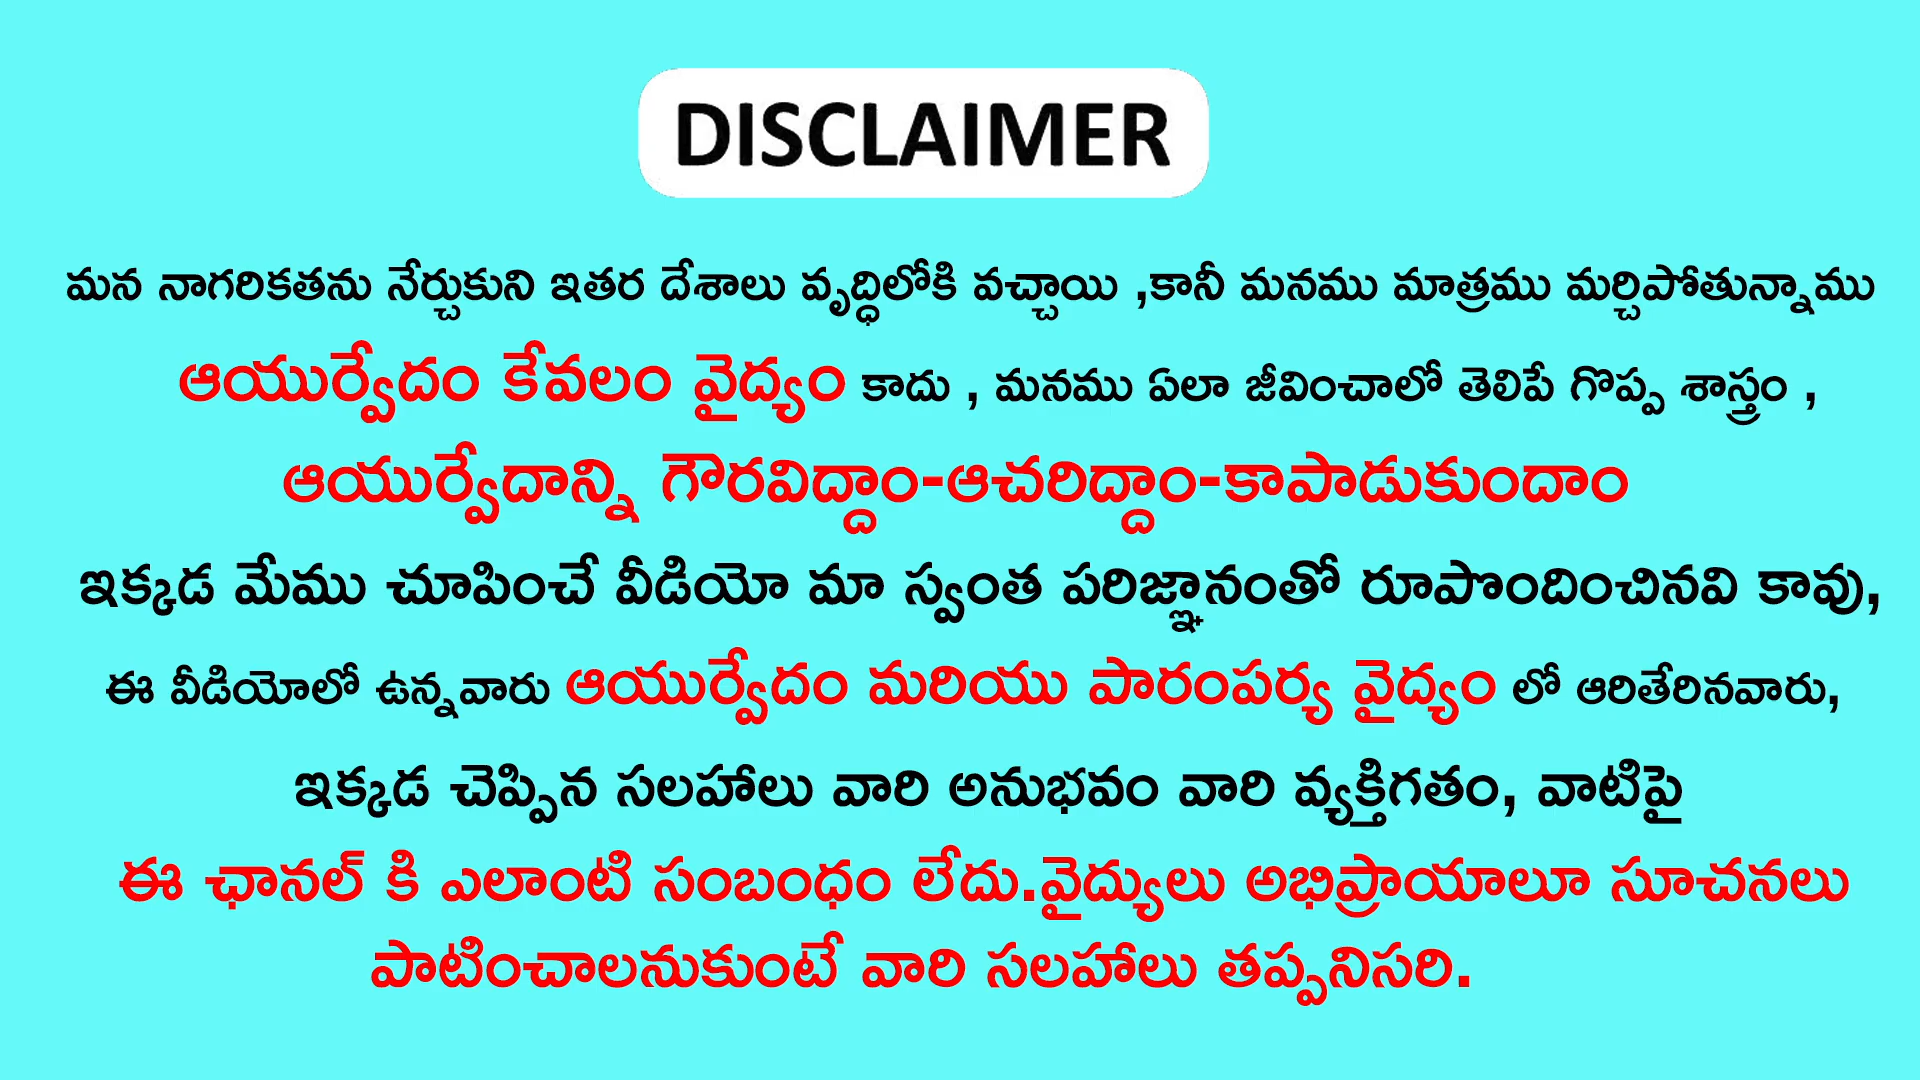 DISCLAIMER
మన నాగరికతను నేర్చుకుని ఇతర దేశాలు వృద్ధిలోకి వచ్చాయి ,కానీ మనము మాత్రము మర్చిపోతున్నాము
ఆయుర్వేదం కేవలం వైద్యం కాదు , మనము ఏలా జీవించాలో తెలిపే గొప్ప శాస్త్రం ,
ఆయుర్వేదాన్ని గౌరవిద్దాం-ఆచరిద్దాం-కాపాడుకుందాం
ఇక్కడ మేము చూపించే వీడియో మా స్వంత పరిజ్ఞానంతో రూపొందించినవి కావు,
ఈ వీడియోలో ఉన్నవారు ఆయుర్వేదం మరియు పారంపర్య వైద్యం లో ఆరితేరినవారు,
ఇక్కడ చెప్పిన సలహాలు వారి అనుభవం వారి వ్యక్తిగతం, వాటిపై
ఈ ఛానల్ కి ఎలాంటి సంబంధం లేదు.వైద్యులు అభిప్రాయాలూ సూచనలు
పాటించాలనుకుంటే వారి సలహాలు తప్పనిసరి.